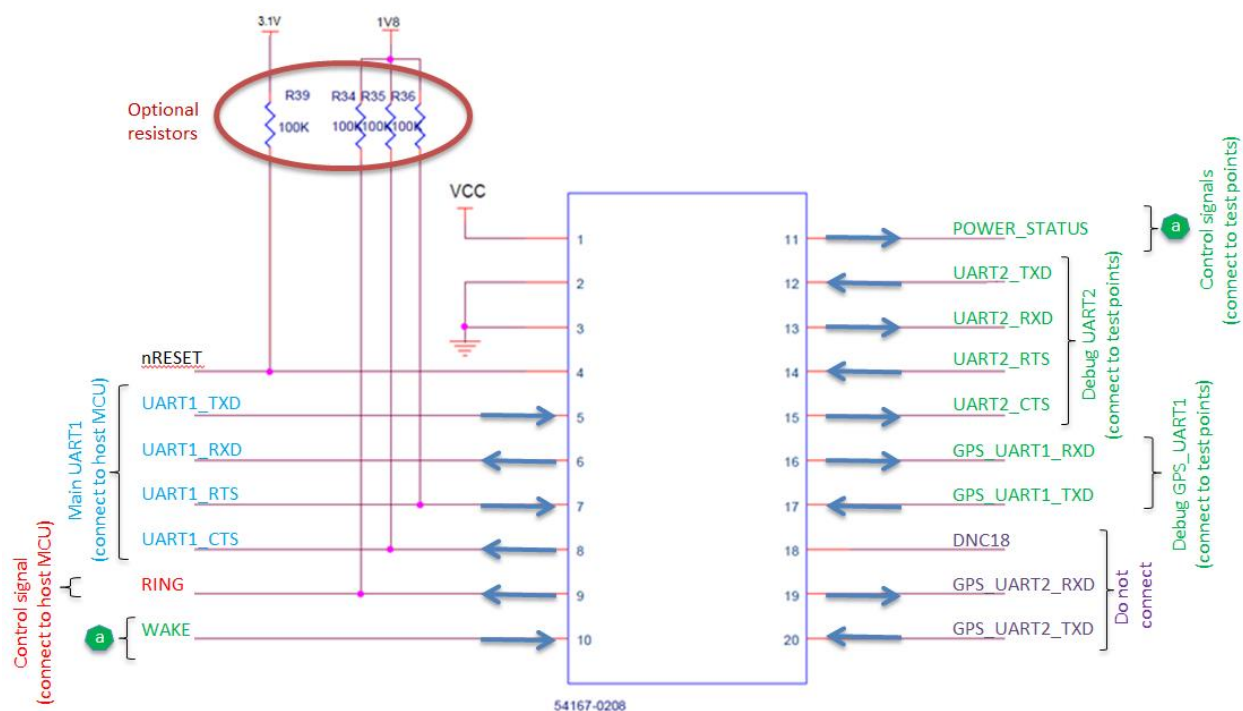 3.1V
1V8
Optional
resistors
R39
R34
R35
R36
100K
100K
100K
100K
VCC
nRESET
UART1_TXD
UART1_RXD
UART1_RTS
UART1_CTS
RING
WAKE
Main UART1
(connect to host MCU)
Control signal
(connect to host MCU)
a
1
2
3
4
5
6
7
8
9
10
11
12
13
14
15
16
17
18
19
20
54167-0208
POWER_STATUS
UART2_TXD
UART2_RXD
UART2_RTS
UART2_CTS
GPS_UART1_RXD
GPS_UART1_TXD
DNC18
GPS_UART2_RXD
GPS_UART2_TXD
a
Control signals
(connect to test points)
Debug UART2
(connect to test points)
Debug GPS_UART1
(connect to test points)
Do not
connect